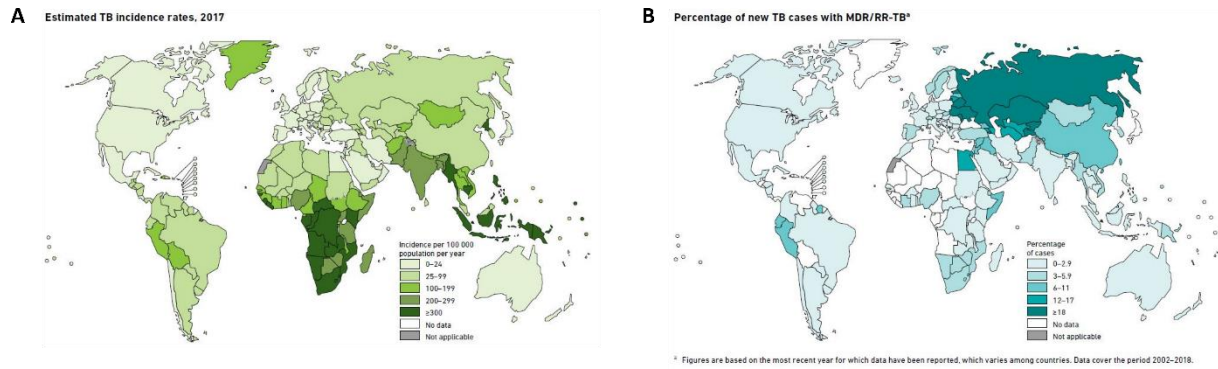 A
Estimated TB incidence rates, 2017
Incidence per 100 000
population per year
0–24
25–99
100–199
200–299
≥300
No data
Not applicable
B
Percentage of new TB cases with MDR/RR-TBª
Percentage
of cases
0–2.9
3–5.9
6–11
12–17
≥18
No data
Not applicable
ª Figures are based on the most recent year for which data have been reported, which varies among countries. Data cover the period 2002–2018.